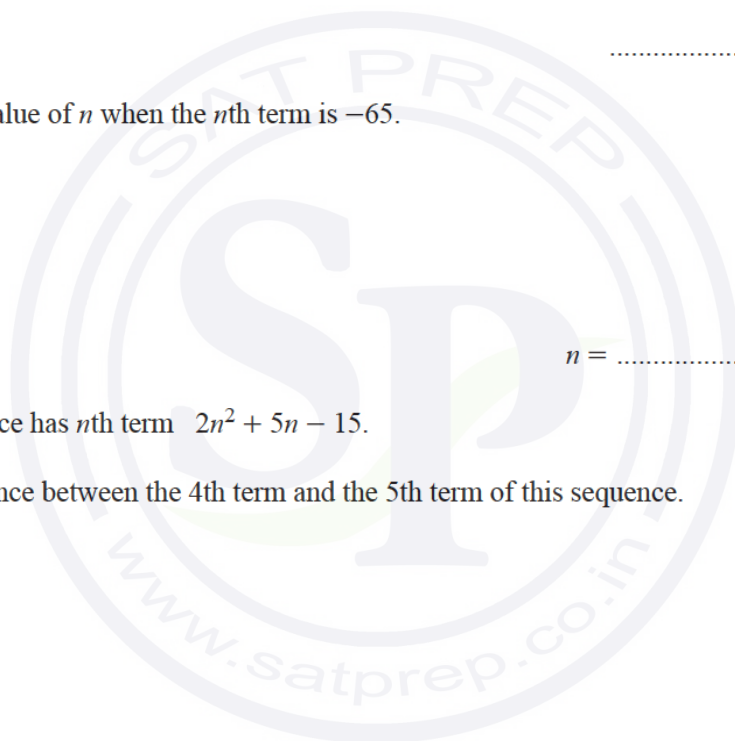 SAT PREP
alue of n when the nth term is −65.
n = ..................
ce has nth term 2n² + 5n − 15.
nce between the 4th term and the 5th term of this sequence.
www.satprep.co.in
SP